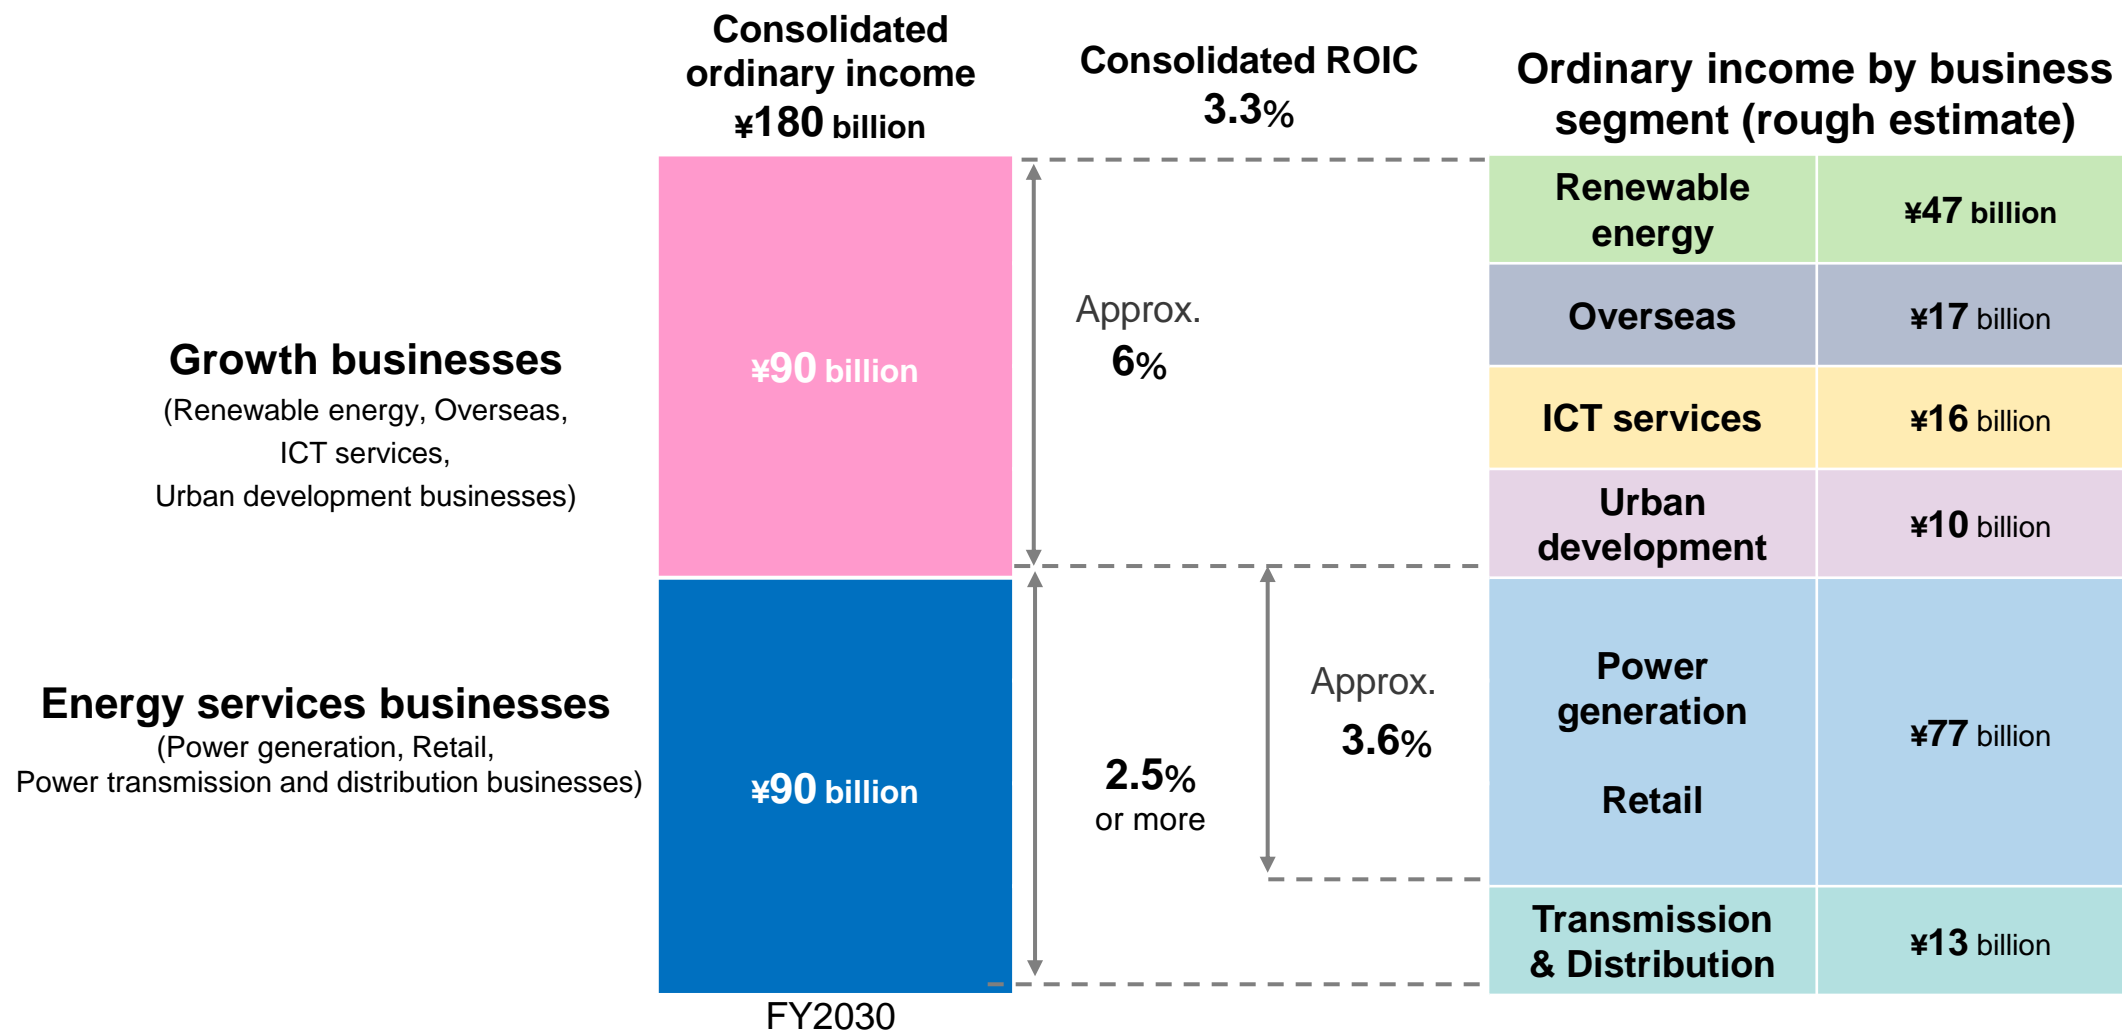 Consolidated
ordinary income
¥180 billion
Consolidated ROIC
3.3%
Ordinary income by business
segment (rough estimate)
Growth businesses
(Renewable energy, Overseas,
ICT services,
Urban development businesses)
¥90 billion
Approx.
6%
Renewable
energy
¥47 billion
Overseas
¥17 billion
ICT services
¥16 billion
Urban
development
¥10 billion
Energy services businesses
(Power generation, Retail,
Power transmission and distribution businesses)
¥90 billion
2.5%
or more
Approx.
3.6%
Power
generation
Retail
¥77 billion
Transmission
& Distribution
¥13 billion
FY2030